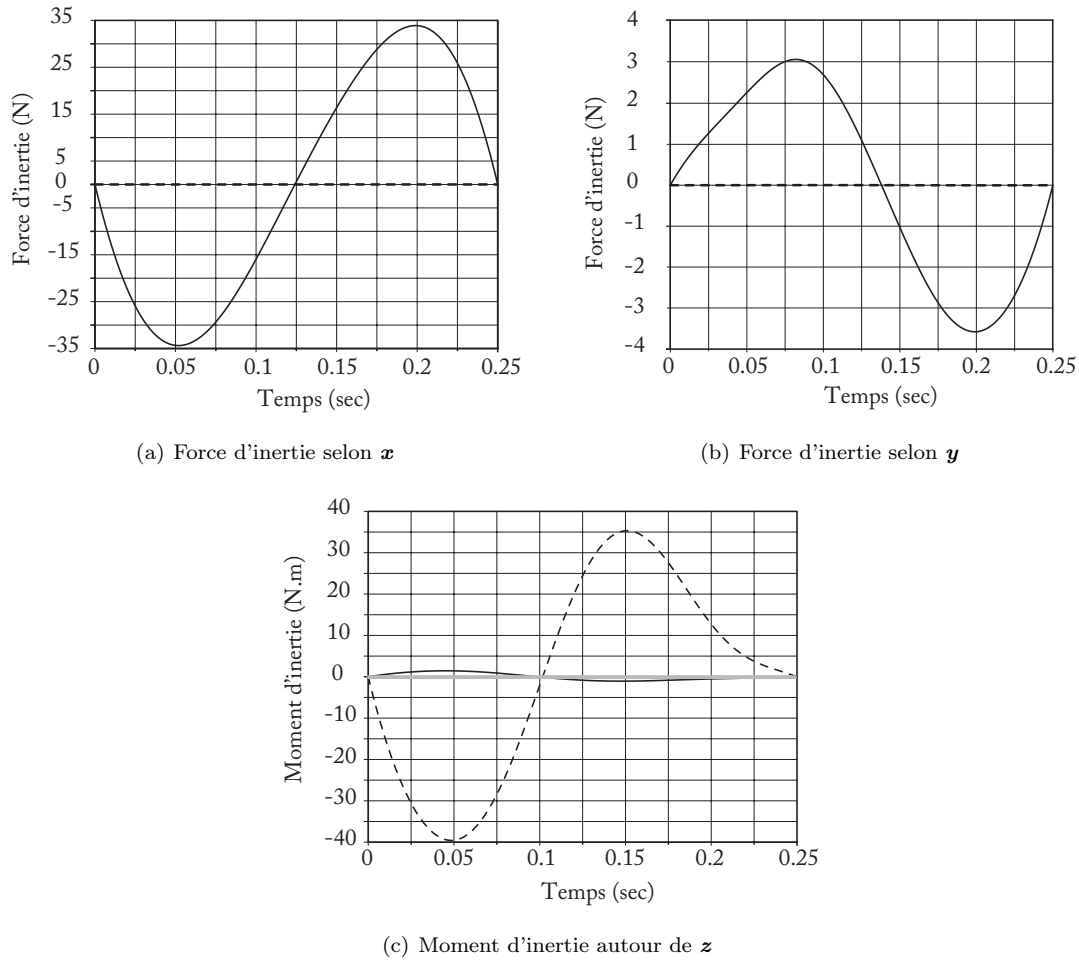 35
25
15
5
0
-5
-15
-25
-35
Force d'inertie (N)
0 0.05 0.1 0.15 0.2 0.25
Temps (sec)
(a) Force d'inertie selon x
4
3
2
1
0
-1
-2
-3
-4
Force d'inertie (N)
0 0.05 0.1 0.15 0.2 0.25
Temps (sec)
(b) Force d'inertie selon y
40
30
20
10
0
-10
-20
-30
-40
Moment d'inertie (N.m)
0 0.05 0.1 0.15 0.2 0.25
Temps (sec)
(c) Moment d'inertie autour de z